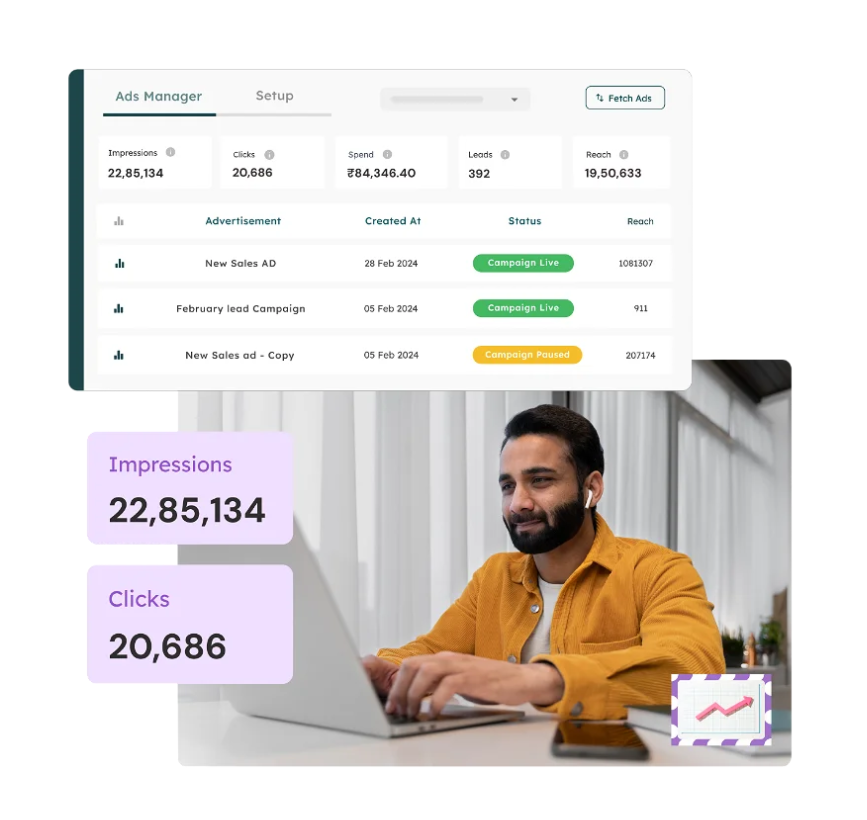 Ads Manager
Setup
Fetch Ads
Impressions
22,85,134
Clicks
20,686
Spend
₹84,346.40
Leads
392
Reach
19,50,633
Advertisement Created At Status Reach
New Sales AD 28 Feb 2024 Campaign Live 1081307
February lead Campaign 05 Feb 2024 Campaign Live 911
New Sales ad - Copy 05 Feb 2024 Campaign Paused 207174
Impressions
22,85,134
Clicks
20,686